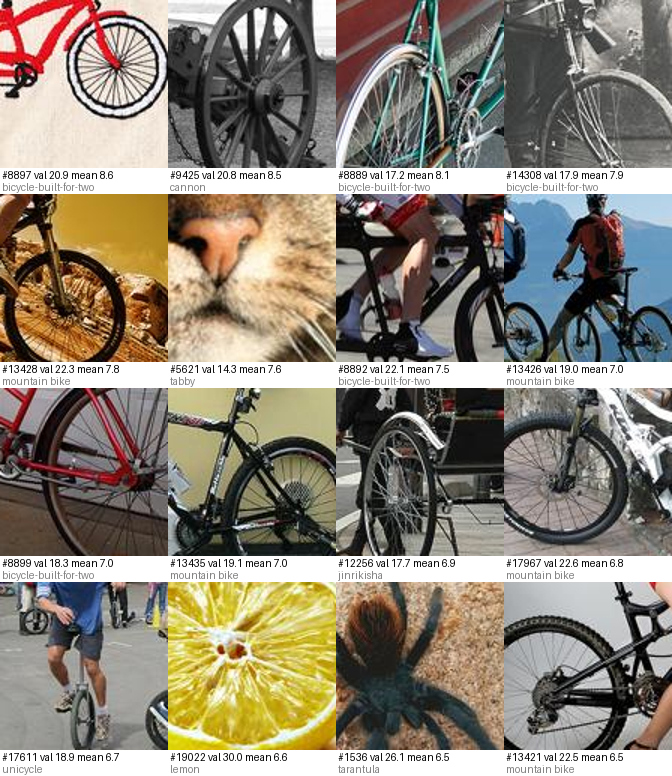 #8897 val 20.9 mean 8.6
bicycle-built-for-two
#9425 val 20.8 mean 8.5
cannon
#8889 val 17.2 mean 8.1
bicycle-built-for-two
#14308 val 17.9 mean 7.9
bicycle-built-for-two
#13428 val 22.3 mean 7.8
mountain bike
#5621 val 14.3 mean 7.6
tabby
#8892 val 22.1 mean 7.5
bicycle-built-for-two
#13426 val 19.0 mean 7.0
mountain bike
#8899 val 18.3 mean 7.0
bicycle-built-for-two
#13435 val 19.1 mean 7.0
mountain bike
#12256 val 17.7 mean 6.9
jinrikisha
#17967 val 22.6 mean 6.8
mountain bike
#17611 val 18.9 mean 6.7
unicycle
#19022 val 30.0 mean 6.6
lemon
#1536 val 26.1 mean 6.5
tarantula
#13421 val 22.5 mean 6.5
mountain bike